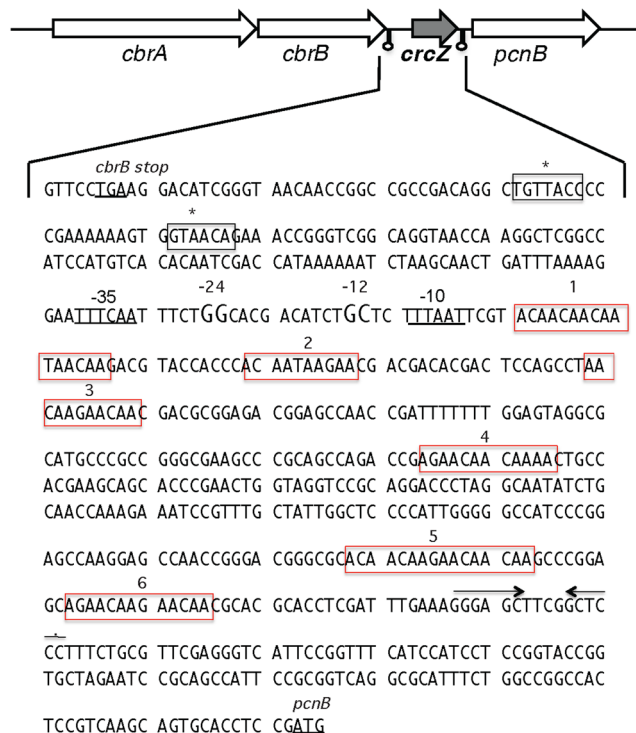 cbrA cbrB crcZ pcnB
cbrB stop *
GTTCCTGAAG GACATCGGGT AACAACCGGC CGCCGACAGG CTGTTACCCC
*
CGAAAAAAGT GGTAACAGAA ACCGGGTCGG CAGGTAACCA AGGCTCGGCC
ATCCATGTCA CACAATCGAC CATAAAAAAT CTAAGCAACT GATTTAAAAG
-35 -24 -12 -10 1
GAATTTCAAT TTCTGGCACG ACATCTGCTC TTTAATTCGT ACAACAACAA
2
TAACAAGACG TACCACCCAC AATAAGAACG ACGACACGAC TCCAGCCTAA
3
CAAGAACAAC GACGCGGAGA CGGAGCCAAC CGATTTTTTT GGAGTAGGCG
4
CATGCCCGCC GGGCGAAGCC CGCAGCCAGA CCGAGAACAA CAAAACTGCC
ACGAAGCAGC ACCCGAACTG GTAGGTCCGC AGGACCCTAG GCAATATCTG
CAACCAAAGA AATCCGTTTG CTATTGGCTC CCCATTGGGG GCCATCCCGG
5
AGCCAAGGAG CCAACCGGGA CGGGCGCACA ACAAGAACAA CAAGCCCGGA
6
GCAGAACAAG AACAACGCAC GCACCTCGAT TTGAAAGGGA GCTTCGGCTC
CCTTTCTGCG TTCGAGGGTC ATTCCGGTTT CATCCATCCT CCGGTACCGG
TGCTAGAATC CGCAGCCATT CCGCGGTCAG GCGCATTTCT GGCCGGCCAC
pcnB
TCCGTCAAGC AGTGCACCTC CGATG